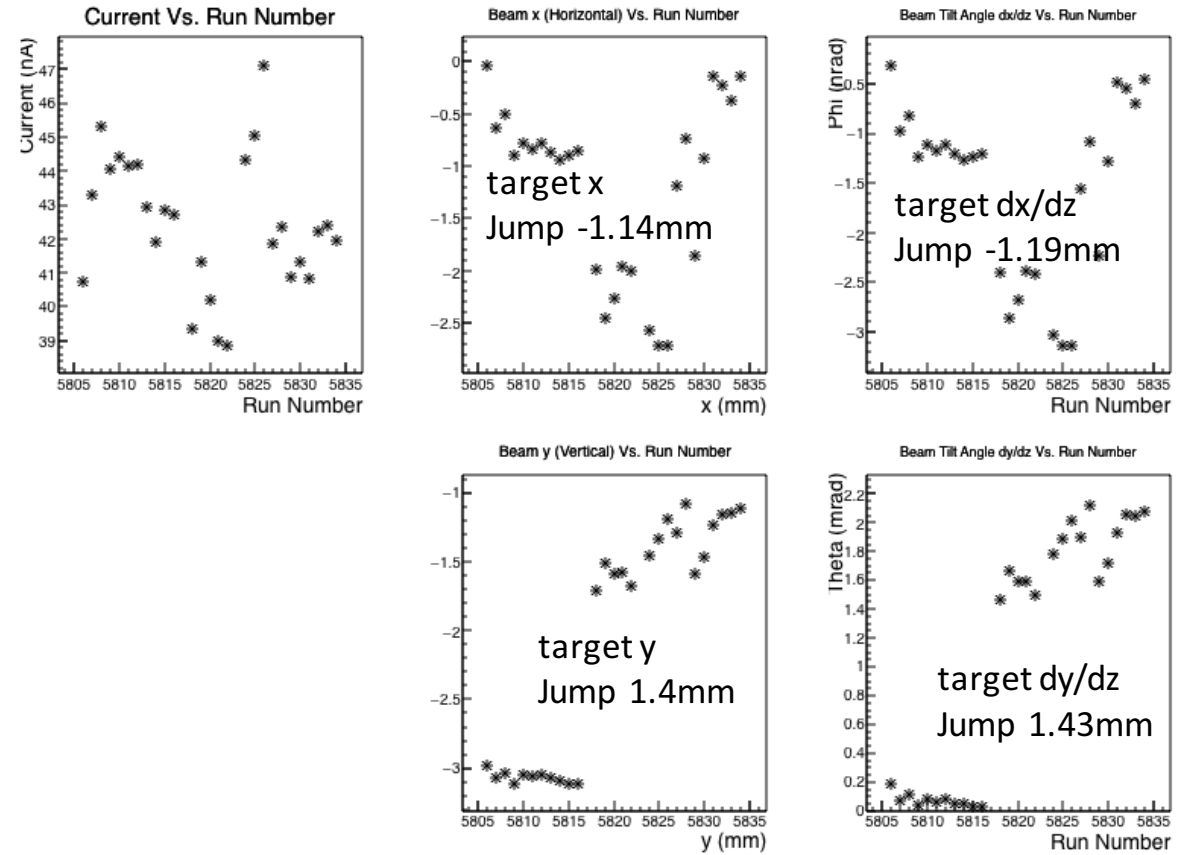 Current Vs. Run Number
Current (nA)
47
46
45
44
43
42
41
40
39
5805 5810 5815 5820 5825 5830 5835
Run Number
Beam x (Horizontal) Vs. Run Number
0
−0.5
−1
−1.5
−2
−2.5
target x
Jump -1.14mm
5805 5810 5815 5820 5825 5830 5835
x (mm)
Beam Tilt Angle dx/dz Vs. Run Number
Phi (nrad)
−0.5
−1
−1.5
−2
−2.5
−3
target dx/dz
Jump -1.19mm
5805 5810 5815 5820 5825 5830 5835
Run Number
Beam y (Vertical) Vs. Run Number
−1
−1.5
−2
−2.5
−3
target y
Jump 1.4mm
5805 5810 5815 5820 5825 5830 5835
y (mm)
Beam Tilt Angle dy/dz Vs. Run Number
Theta (mrad)
2.2
2
1.8
1.6
1.4
1.2
1
0.8
0.6
0.4
0.2
0
target dy/dz
Jump 1.43mm
5805 5810 5815 5820 5825 5830 5835
Run Number